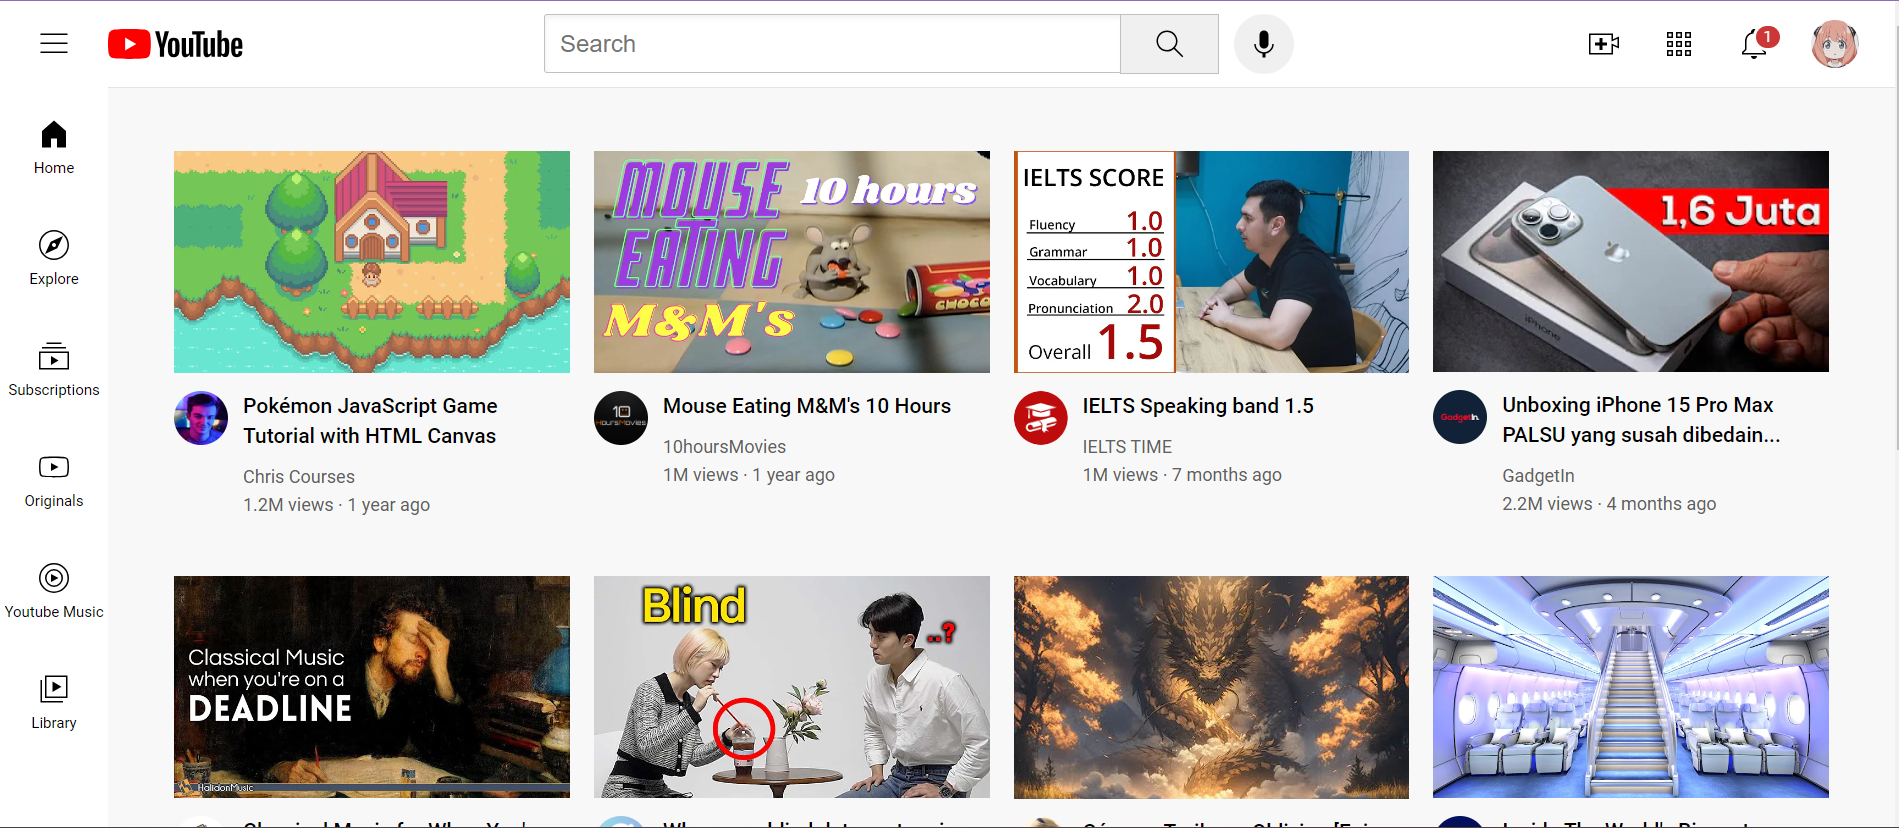 YouTube
Search
1
Home
Explore
Subscriptions
Originals
Youtube Music
Library
MOUSE
EATING
M&M's
10 hours
CHOCO
IELTS SCORE
Fluency 1.0
Grammar 1.0
Vocabulary 1.0
Pronunciation 2.0
Overall 1.5
1,6 Juta
iPhone
Pokémon JavaScript Game
Tutorial with HTML Canvas
Chris Courses
1.2M views · 1 year ago
10
HoursMovies
Mouse Eating M&M's 10 Hours
10hoursMovies
1M views · 1 year ago
IELTS Speaking band 1.5
IELTS TIME
1M views · 7 months ago
GadgetIn.
Unboxing iPhone 15 Pro Max
PALSU yang susah dibedain...
GadgetIn
2.2M views · 4 months ago
Classical Music
when you're on a
DEADLINE
HalidonMusic
Blind
..?